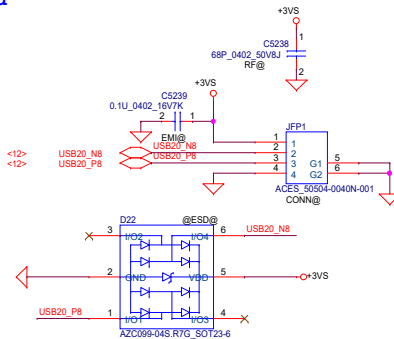 +3VS
1
C5238
68P_0402_50V8J
RF@
2
+3VS
C5239
0.1U_0402_16V7K
2 1
EMI@
JFP1
<12> USB20_N8
<12> USB20_P8
1 1
2 2
3 3
4 4
G1 5
G2 6
ACES_50504-0040N-001
CONN@
D22 @ESD@
3 I/O2 I/O4 6 USB20_N8
2 GND VDD 5 +3VS
USB20_P8 1 I/O1 I/O3 4
AZC099-04S.R7G_SOT23-6